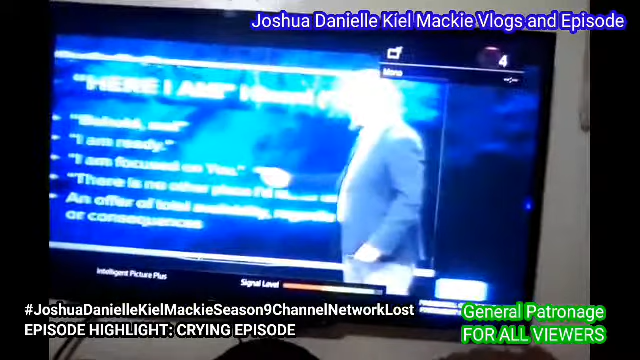 Joshua Danielle Kiel Mackie Vlogs and Episode
4
Mono
"HERE I AM"
"Behold, me!"
"I am ready."
"I am focused on You."
"There is no other place I'd
An offer of total availability, regardless
or consequences
Intelligent Picture Plus
Signal Level
#JoshuaDanielleKielMackieSeason9ChannelNetworkLost
EPISODE HIGHLIGHT: CRYING EPISODE
General Patronage
FOR ALL VIEWERS